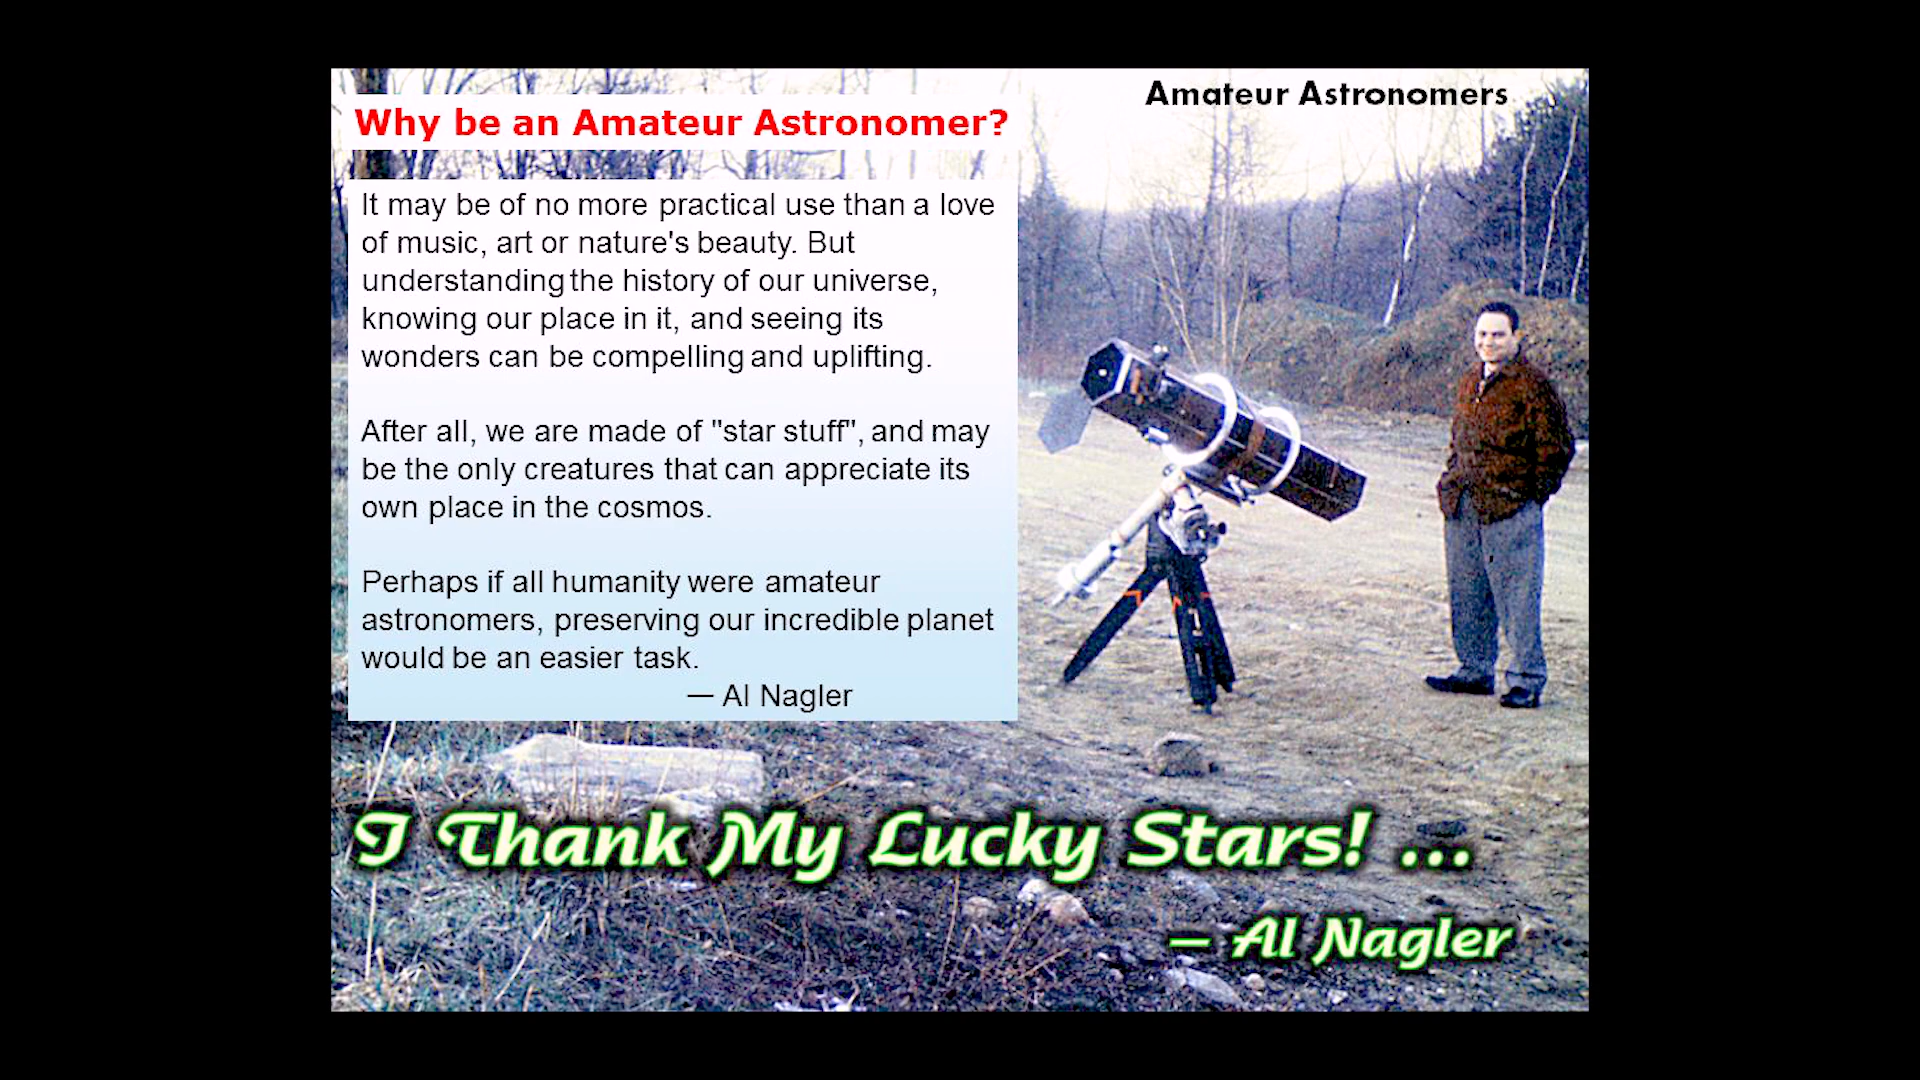 Amateur Astronomers
Why be an Amateur Astronomer?
It may be of no more practical use than a love
of music, art or nature's beauty. But
understanding the history of our universe,
knowing our place in it, and seeing its
wonders can be compelling and uplifting.
After all, we are made of "star stuff", and may
be the only creatures that can appreciate its
own place in the cosmos.
Perhaps if all humanity were amateur
astronomers, preserving our incredible planet
would be an easier task.
— Al Nagler
I Thank My Lucky Stars! ...
– Al Nagler